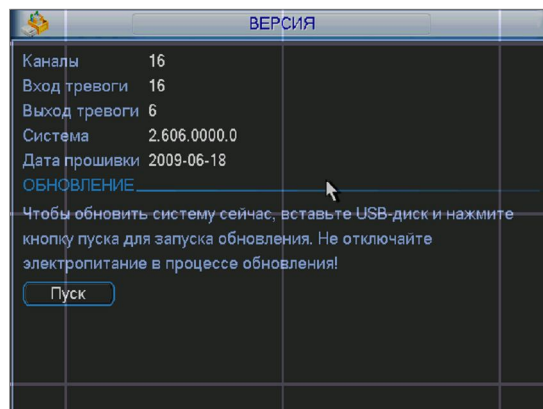 ВЕРСИЯ
Каналы 16
Вход тревоги 16
Выход тревоги 6
Система 2.606.0000.0
Дата прошивки 2009-06-18
ОБНОВЛЕНИЕ
Чтобы обновить систему сейчас, вставьте USB-диск и нажмите
кнопку пуска для запуска обновления. Не отключайте
электропитание в процессе обновления!
Пуск